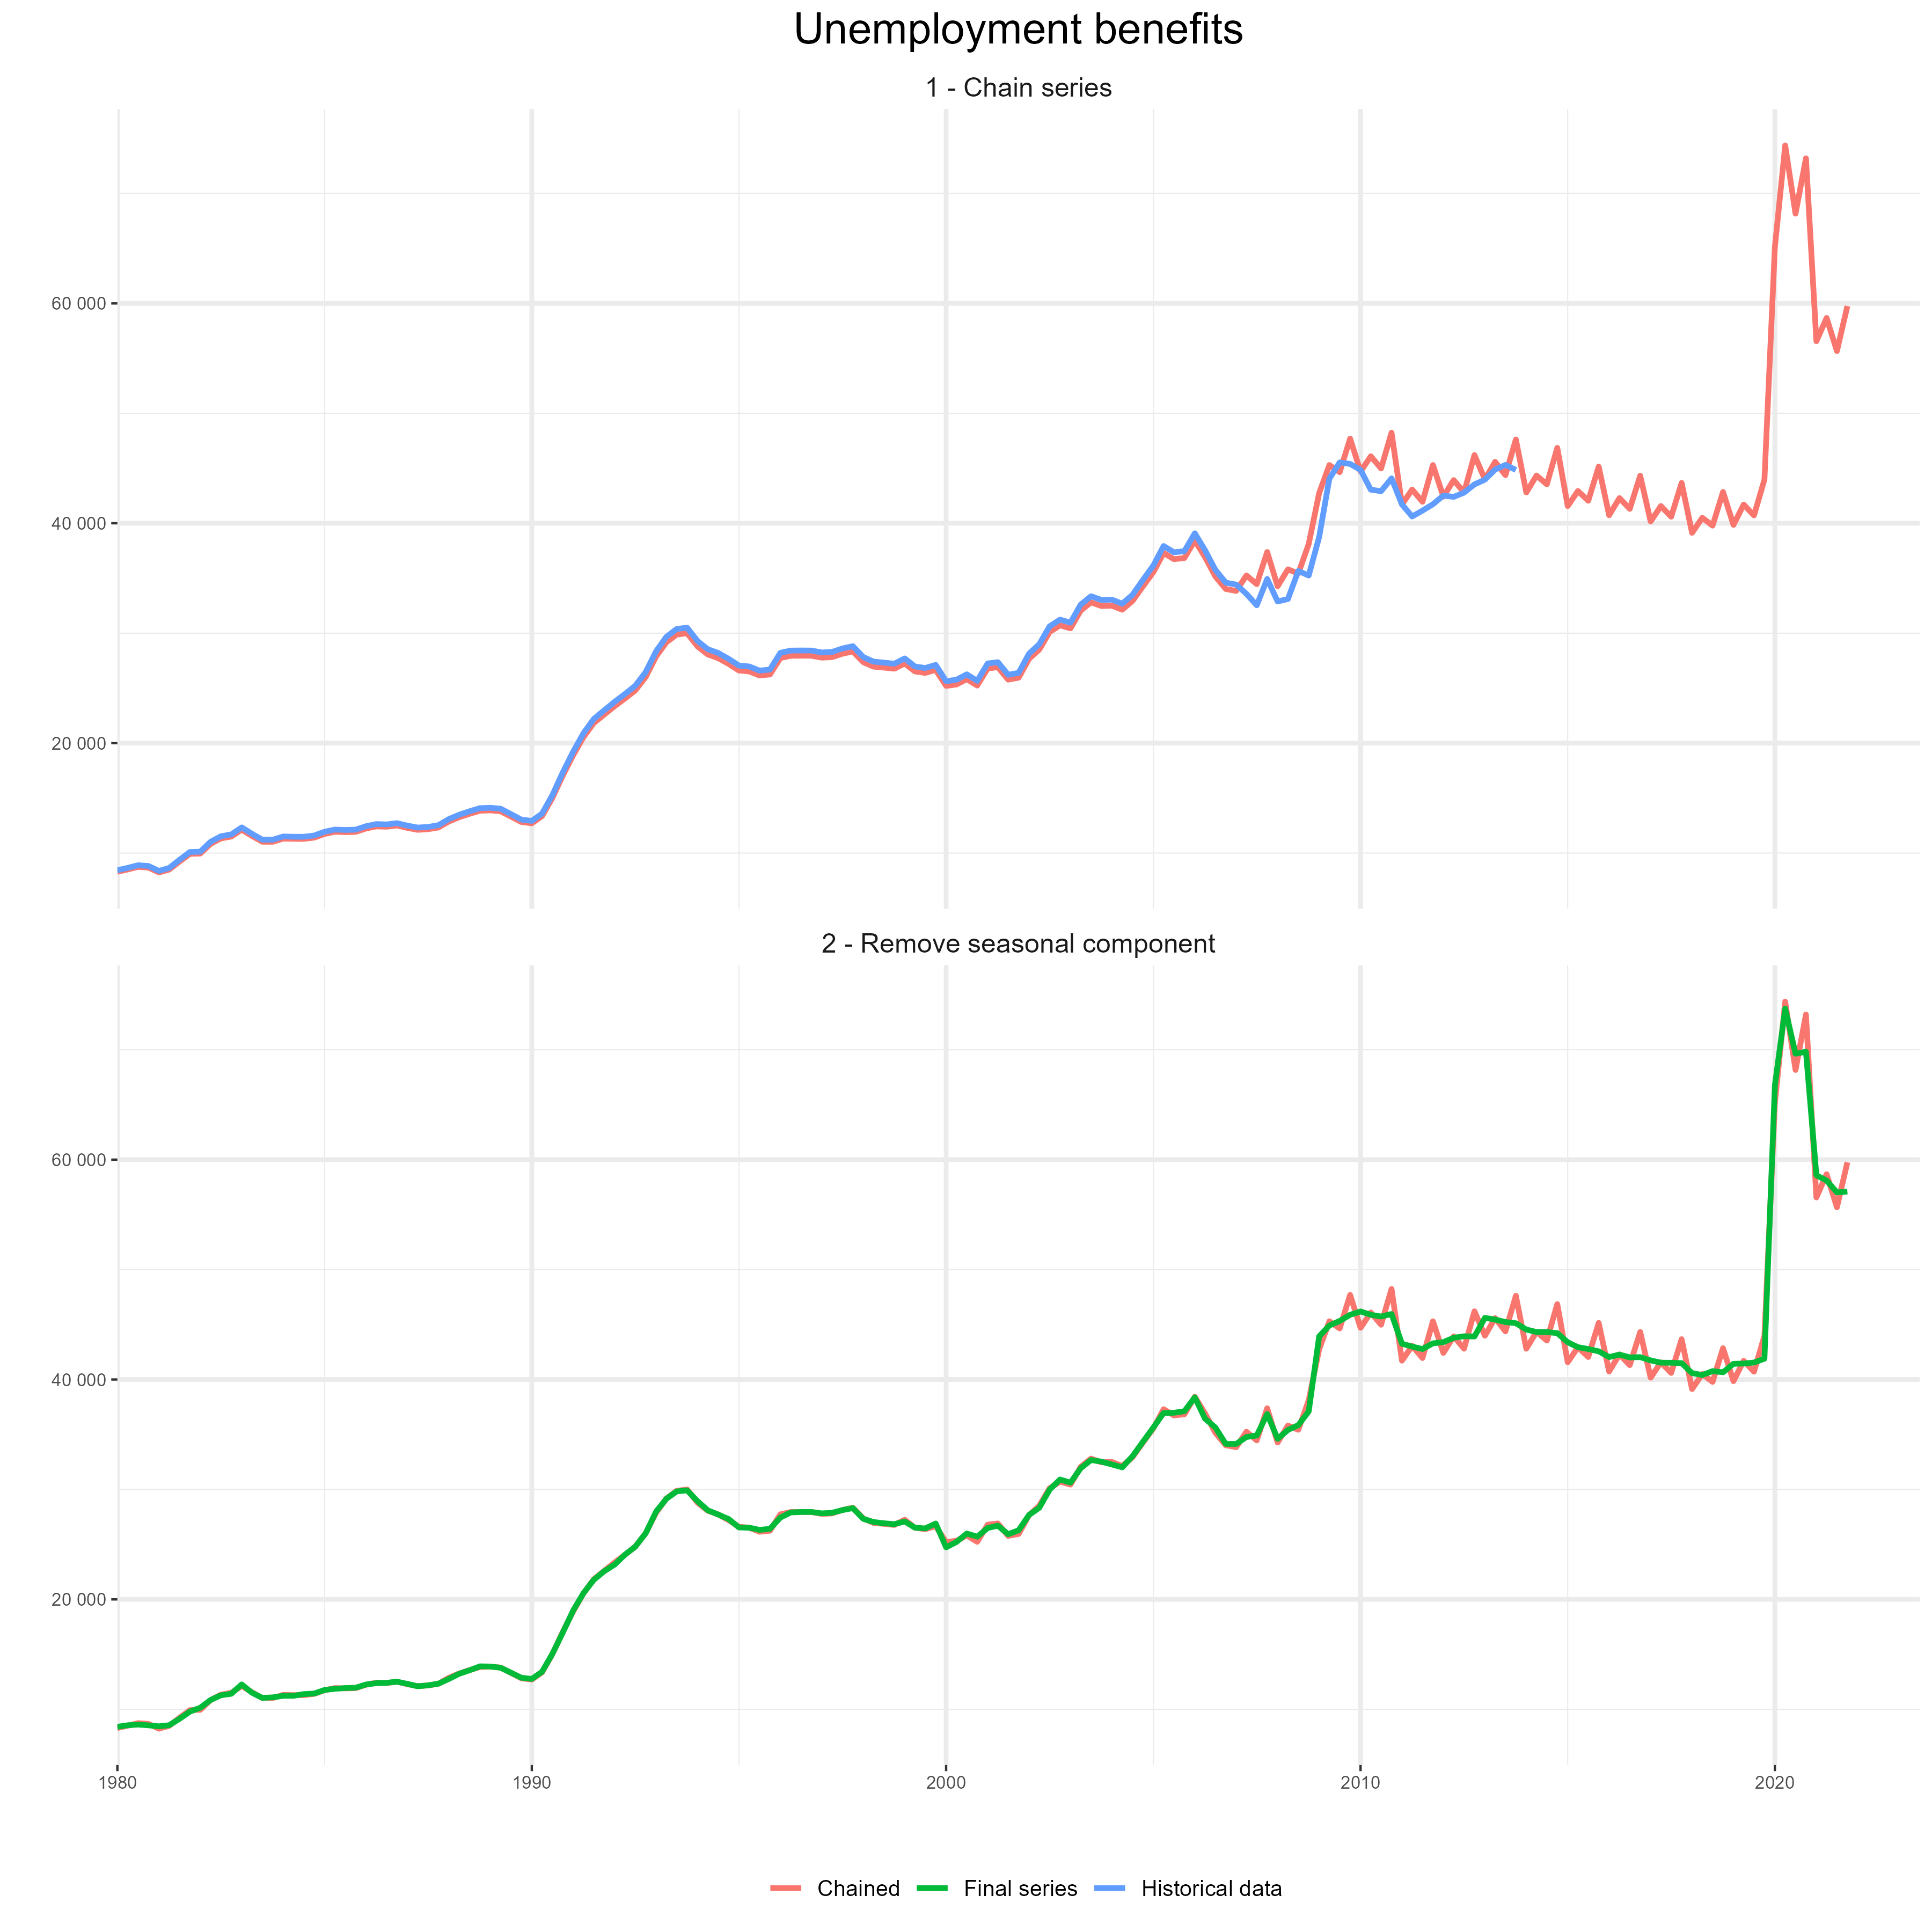 Unemployment benefits
1 - Chain series
60 000
40 000
20 000
2 - Remove seasonal component
60 000
40 000
20 000
1980 1990 2000 2010 2020
Chained Final series Historical data